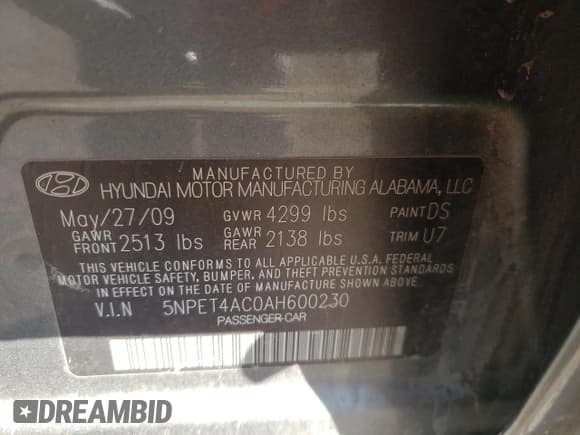 MANUFACTURED BY
HYUNDAI MOTOR MANUFACTURING ALABAMA, LLC
May/27/09 GVWR 4299 lbs PAINT DS
GAWR FRONT 2513 lbs GAWR REAR 2138 lbs TRIM U7
THIS VEHICLE CONFORMS TO ALL APPLICABLE U.S.A. FEDERAL
MOTOR VEHICLE SAFETY, BUMPER, AND THEFT PREVENTION STANDARDS
IN EFFECT ON THE DATE OF MANUFACTURE SHOWN ABOVE.
V.I.N 5NPET4AC0AH600230
PASSENGER-CAR
DREAMBID